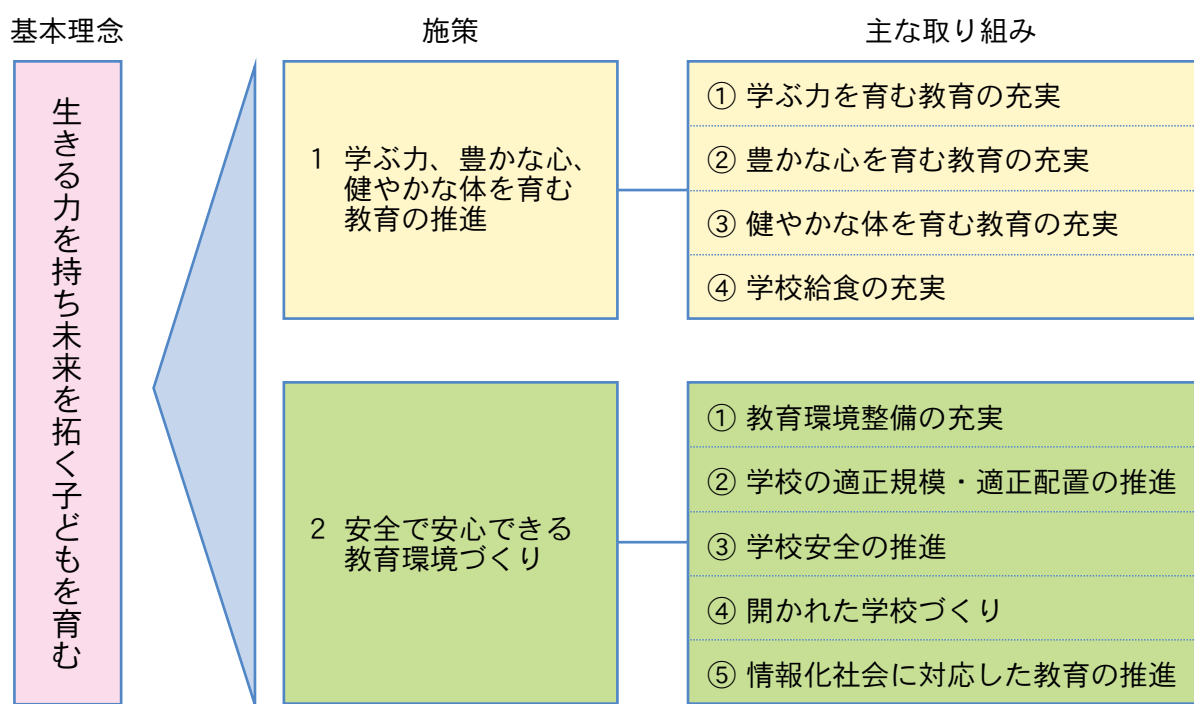 基本理念
施策
主な取り組み
生きる力を持ち未来を拓く子どもを育む
1 学ぶ力、豊かな心、
健やかな体を育む
教育の推進
① 学ぶ力を育む教育の充実
② 豊かな心を育む教育の充実
③ 健やかな体を育む教育の充実
④ 学校給食の充実
2 安全で安心できる
教育環境づくり
① 教育環境整備の充実
② 学校の適正規模・適正配置の推進
③ 学校安全の推進
④ 開かれた学校づくり
⑤ 情報化社会に対応した教育の推進